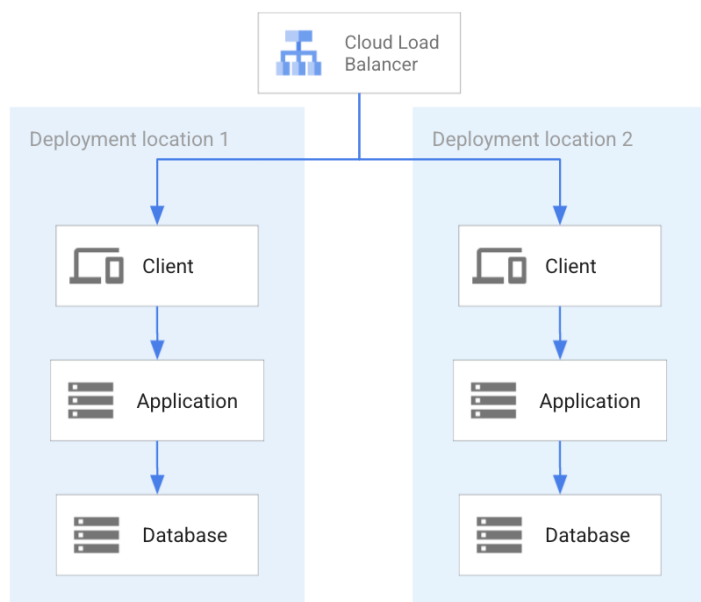 Cloud Load
Balancer
Deployment location 1
Deployment location 2
Client
Client
Application
Application
Database
Database